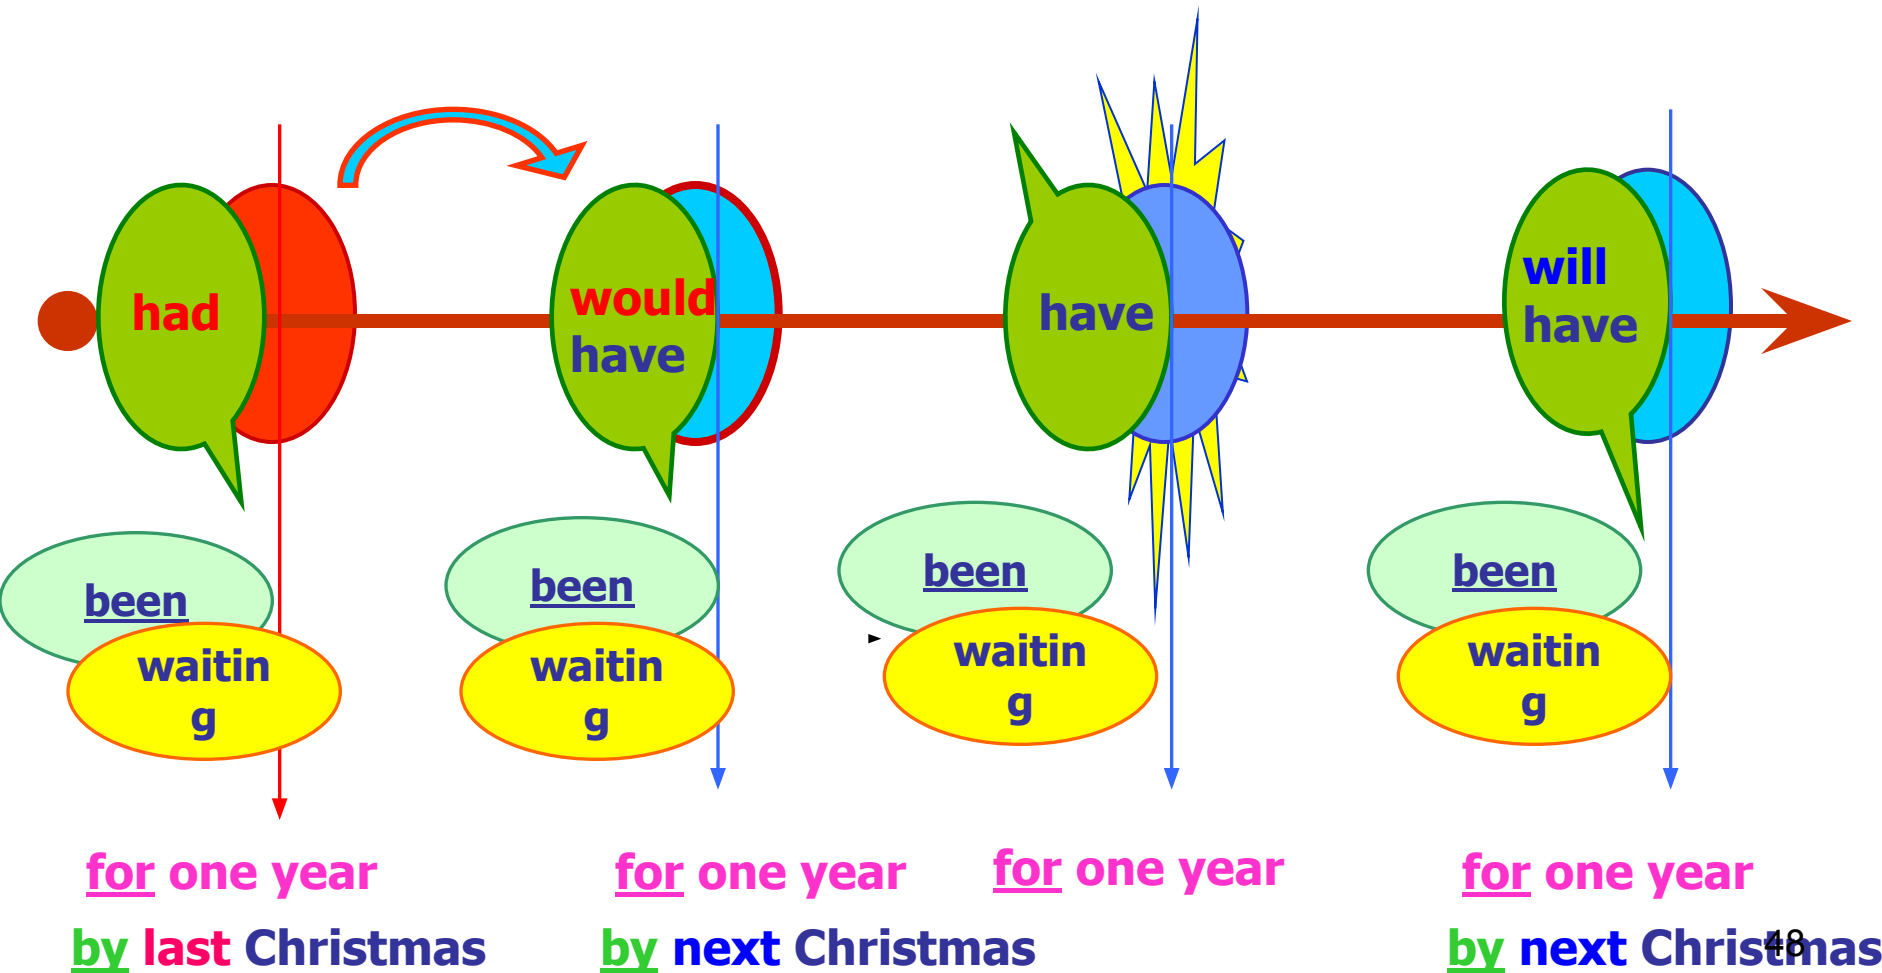 had
would
have
have
will
have
been
waitin
g
been
waitin
g
been
waitin
g
been
waitin
g
for one year
for one year
for one year
for one year
by last Christmas
by next Christmas
by next Christmas
48